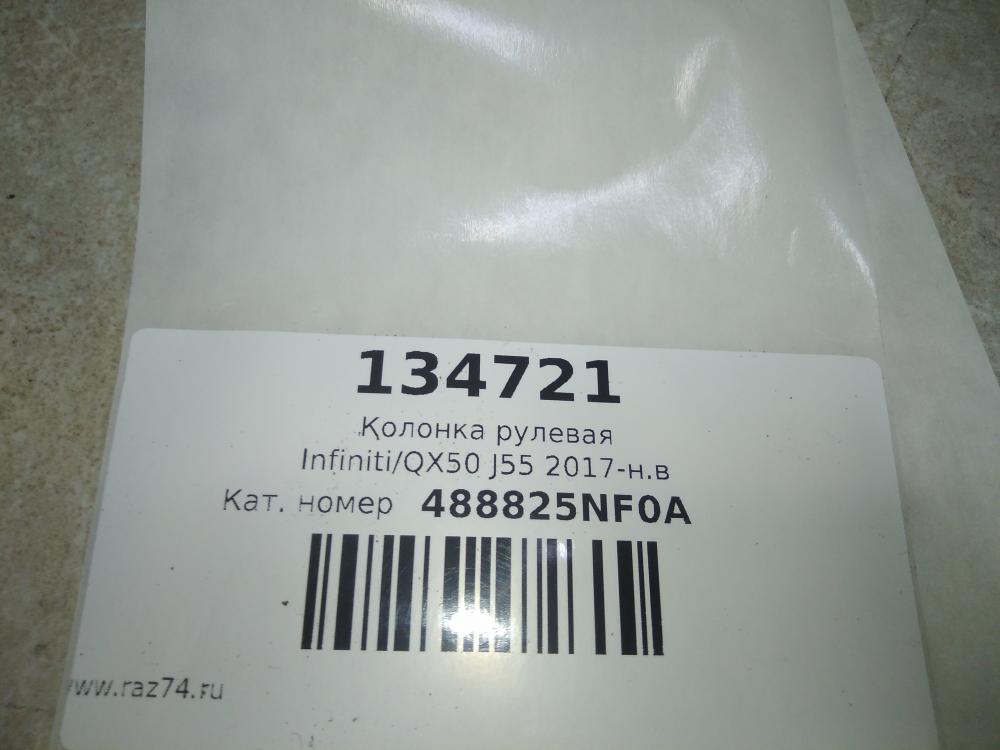 134721
Колонка рулевая
Infiniti/QX50 J55 2017-н.в
Кат. номер 488825NF0A
www.raz74.ru